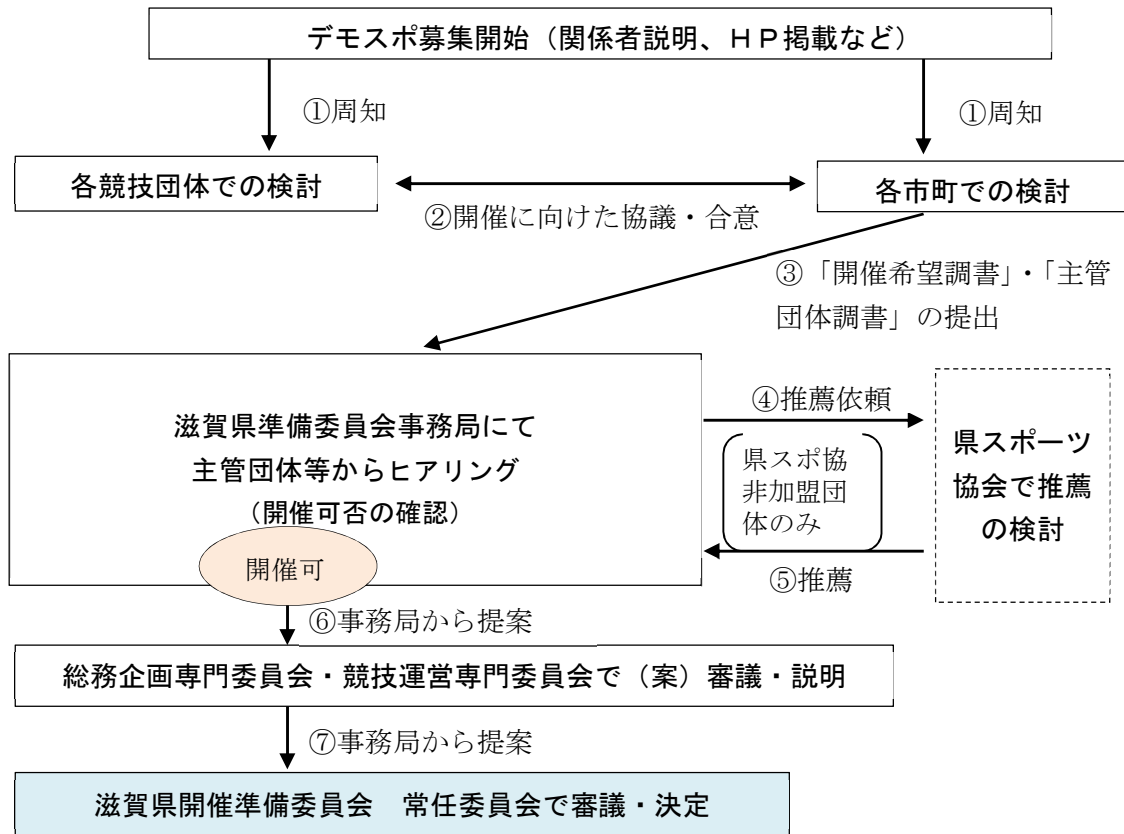 デモスポ募集開始(関係者説明、HP掲載など)
①周知
①周知
各競技団体での検討
各市町での検討
②開催に向けた協議・合意
③「開催希望調書」・「主管
団体調書」の提出
滋賀県準備委員会事務局にて
主管団体等からヒアリング
(開催可否の確認)
開催可
④推薦依頼
県スポ協
非加盟団
体のみ
⑤推薦
県スポーツ
協会で推薦
の検討
⑥事務局から提案
総務企画専門委員会・競技運営専門委員会で(案)審議・説明
⑦事務局から提案
滋賀県開催準備委員会 常任委員会で審議・決定